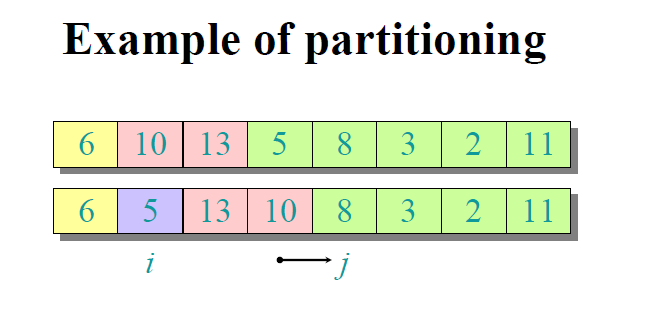 Example of partitioning
6 10 13 5 8 3 2 11
6 5 13 10 8 3 2 11
i j